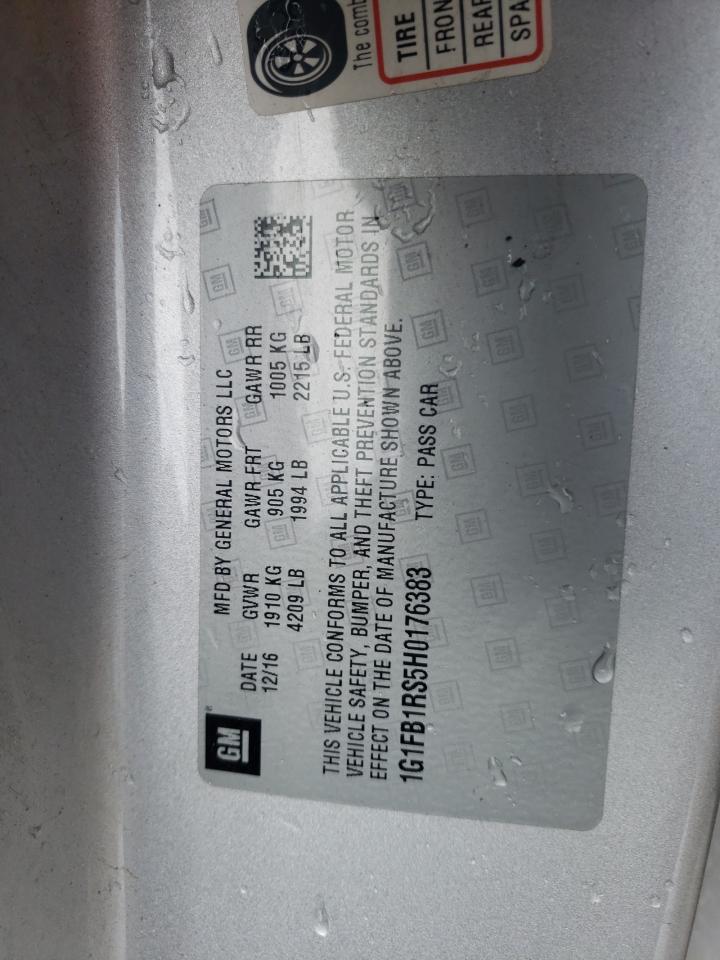 The comb
TIRE
FRON
REAR
SPA
GM
MFD BY GENERAL MOTORS LLC
DATE GVWR GAWR FRT GAWR RR
12/16 1910 KG 905 KG 1005 KG
4209 LB 1994 LB 2215 LB
THIS VEHICLE CONFORMS TO ALL APPLICABLE U.S. FEDERAL MOTOR
VEHICLE SAFETY, BUMPER, AND THEFT PREVENTION STANDARDS IN
EFFECT ON THE DATE OF MANUFACTURE SHOWN ABOVE.
1G1FB1RS5H0176383 TYPE: PASS CAR